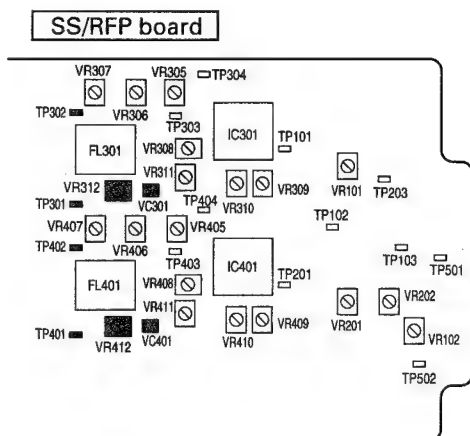 SS/RFP board
VR307 VR305 TP304
TP302 VR306
TP303
FL301 VR308 IC301 TP101
VR311
VR312 VR101 TP203
TP301 VC301 TP404 VR310 VR309
VR407 VR405 TP102
TP402 VR406
TP403 IC401 TP103 TP501
FL401 VR408 TP201
VR411 VR202
TP401 VC401 VR410 VR409 VR201 VR102
VR412
TP502